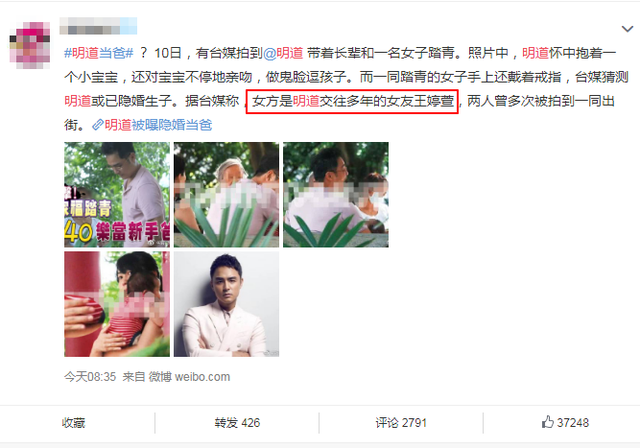 #明道当爸# ？10日，有台媒拍到@明道 带着长辈和一名女子踏青。照片中，明道怀中抱着一
个小宝宝，还对宝宝不停地亲吻，做鬼脸逗孩子。而一同踏青的女子手上还戴着戒指，台媒猜测
明道或已隐婚生子。据台媒称，女方是明道交往多年的女友王婷萱，两人曾多次被拍到一同出
街。明道被曝隐婚当爸
踏青
40樂當新手爸
今天08:35 来自 微博 weibo.com
收藏
转发 426
评论 2791
37248